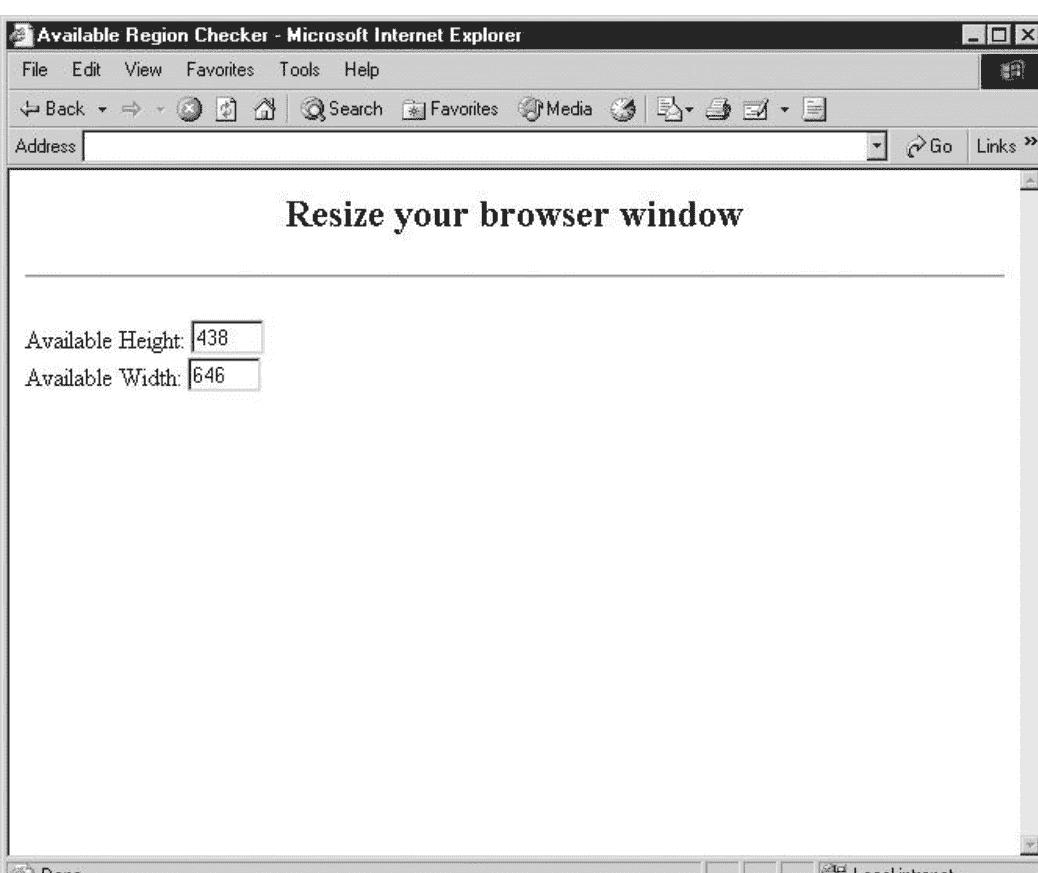 Available Region Checker - Microsoft Internet Explorer
File Edit View Favorites Tools Help
Back Search Favorites Media
Address Go Links »
Resize your browser window
Available Height: 438
Available Width: 646
Done Local intranet